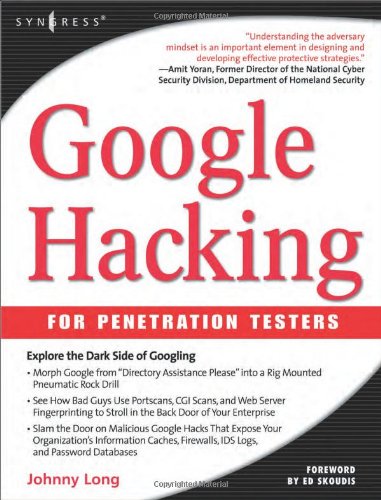 SYNGRESS®
"Understanding the adversary
mindset is an important element in designing and
developing effective protective strategies."
—Amit Yoran, Former Director of the National Cyber
Security Division, Department of Homeland Security
Google
Hacking
FOR PENETRATION TESTERS
Explore the Dark Side of Googling
• Morph Google from "Directory Assistance Please" into a Rig Mounted
Pneumatic Rock Drill
• See How Bad Guys Use Portscans, CGI Scans, and Web Server
Fingerprinting to Stroll in the Back Door of Your Enterprise
• Slam the Door on Malicious Google Hacks That Expose Your
Organization's Information Caches, Firewalls, IDS Logs,
and Password Databases
Johnny Long
FOREWORD
BY ED SKOUDIS
Copyrighted Material
Copyrighted Material